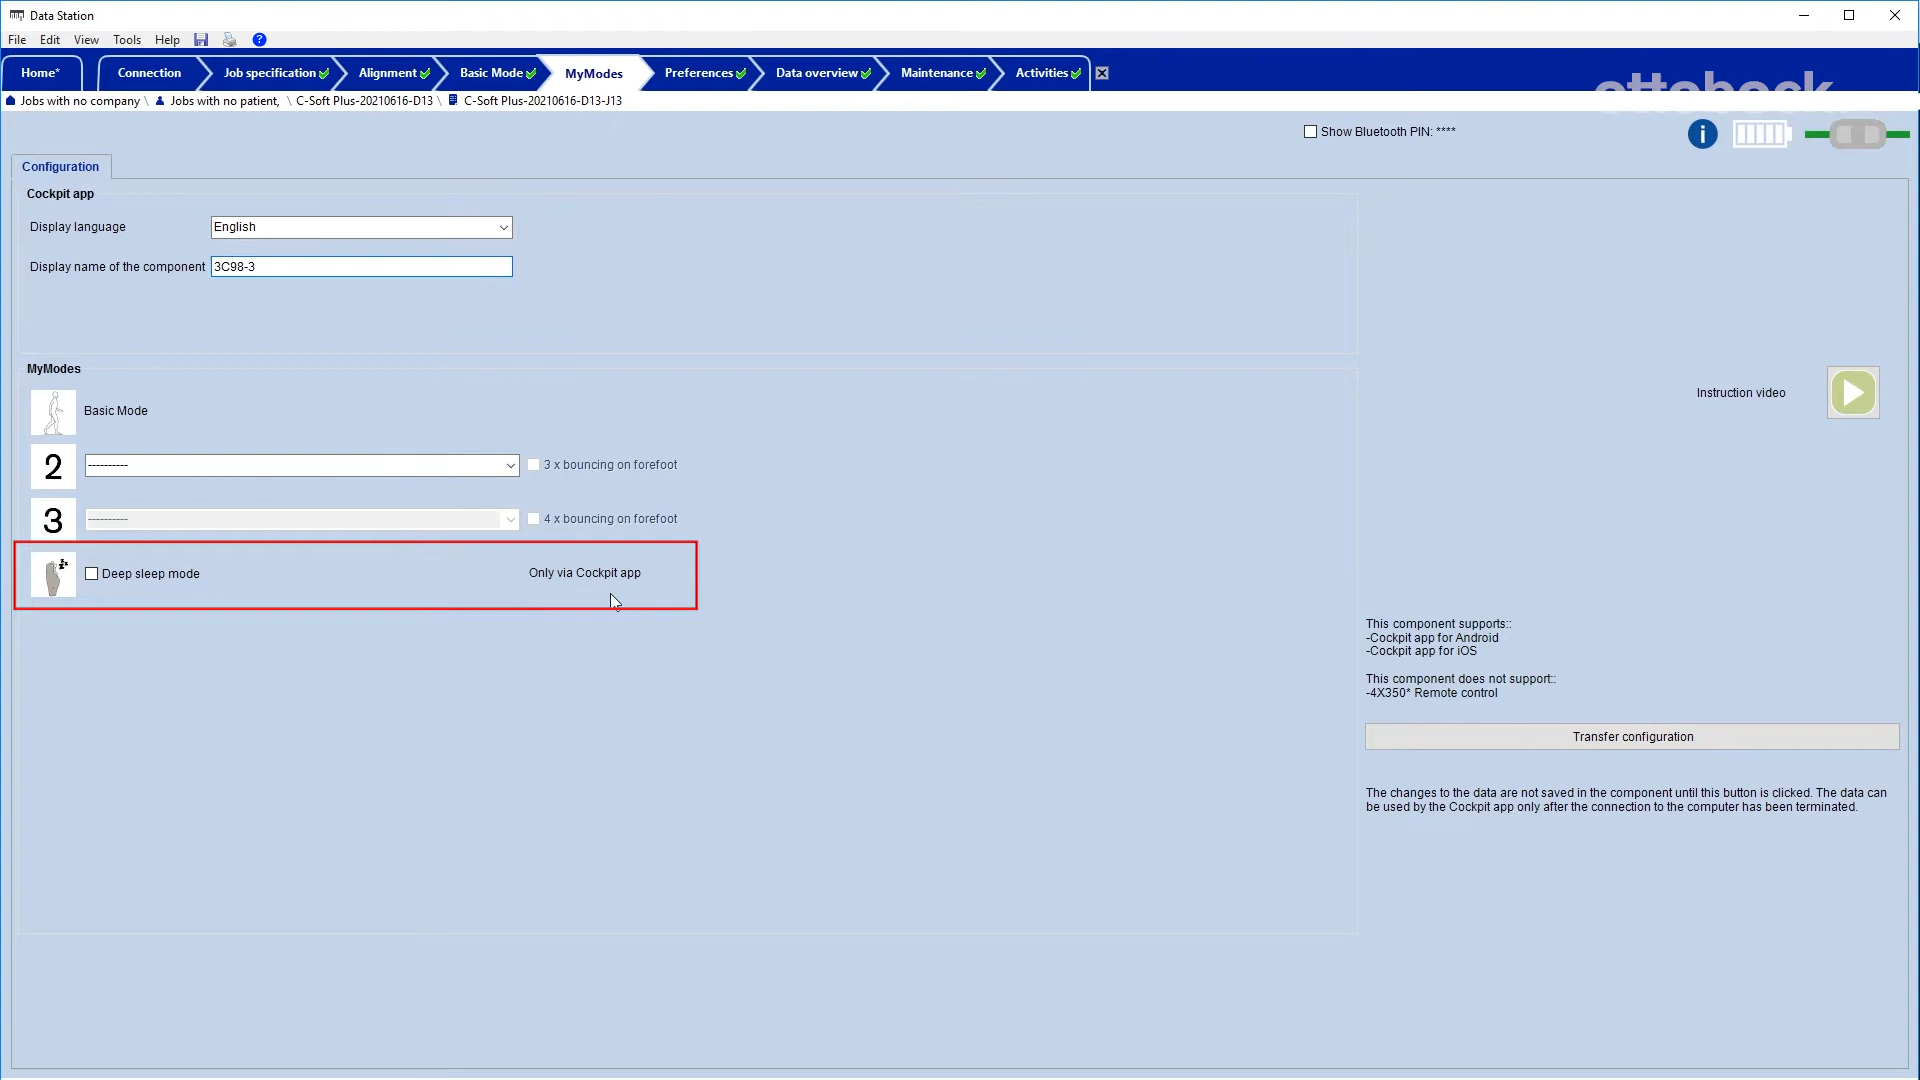 Data Station
File Edit View Tools Help
Home* Connection Job specification Alignment Basic Mode MyModes Preferences Data overview Maintenance Activities
ottobock
Jobs with no company \ Jobs with no patient, \ C-Soft Plus-20210616-D13 \ C-Soft Plus-20210616-D13-J13
Show Bluetooth PIN: ****
Configuration
Cockpit app
Display language English
Display name of the component 3C98-3
MyModes
Basic Mode
2 ---------- 3 x bouncing on forefoot
3 ---------- 4 x bouncing on forefoot
Deep sleep mode Only via Cockpit app
Instruction video
This component supports::
-Cockpit app for Android
-Cockpit app for iOS
This component does not support::
-4X350* Remote control
Transfer configuration
The changes to the data are not saved in the component until this button is clicked. The data can
be used by the Cockpit app only after the connection to the computer has been terminated.